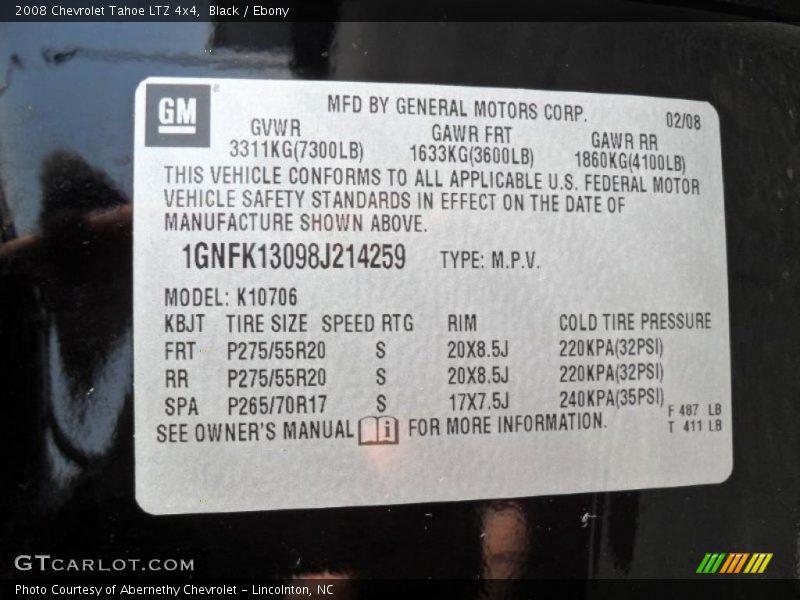 2008 Chevrolet Tahoe LTZ 4x4, Black / Ebony
GM
MFD BY GENERAL MOTORS CORP. 02/08
GVWR GAWR FRT GAWR RR
3311KG(7300LB) 1633KG(3600LB) 1860KG(4100LB)
THIS VEHICLE CONFORMS TO ALL APPLICABLE U.S. FEDERAL MOTOR
VEHICLE SAFETY STANDARDS IN EFFECT ON THE DATE OF
MANUFACTURE SHOWN ABOVE.
1GNFK13098J214259 TYPE: M.P.V.
MODEL: K10706
KBJT TIRE SIZE SPEED RTG RIM COLD TIRE PRESSURE
FRT P275/55R20 S 20X8.5J 220KPA(32PSI)
RR P275/55R20 S 20X8.5J 220KPA(32PSI)
SPA P265/70R17 S 17X7.5J 240KPA(35PSI)
F 487 LB
SEE OWNER'S MANUAL i FOR MORE INFORMATION. T 411 LB
GTCARLOT.COM
Photo Courtesy of Abernethy Chevrolet - Lincolnton, NC